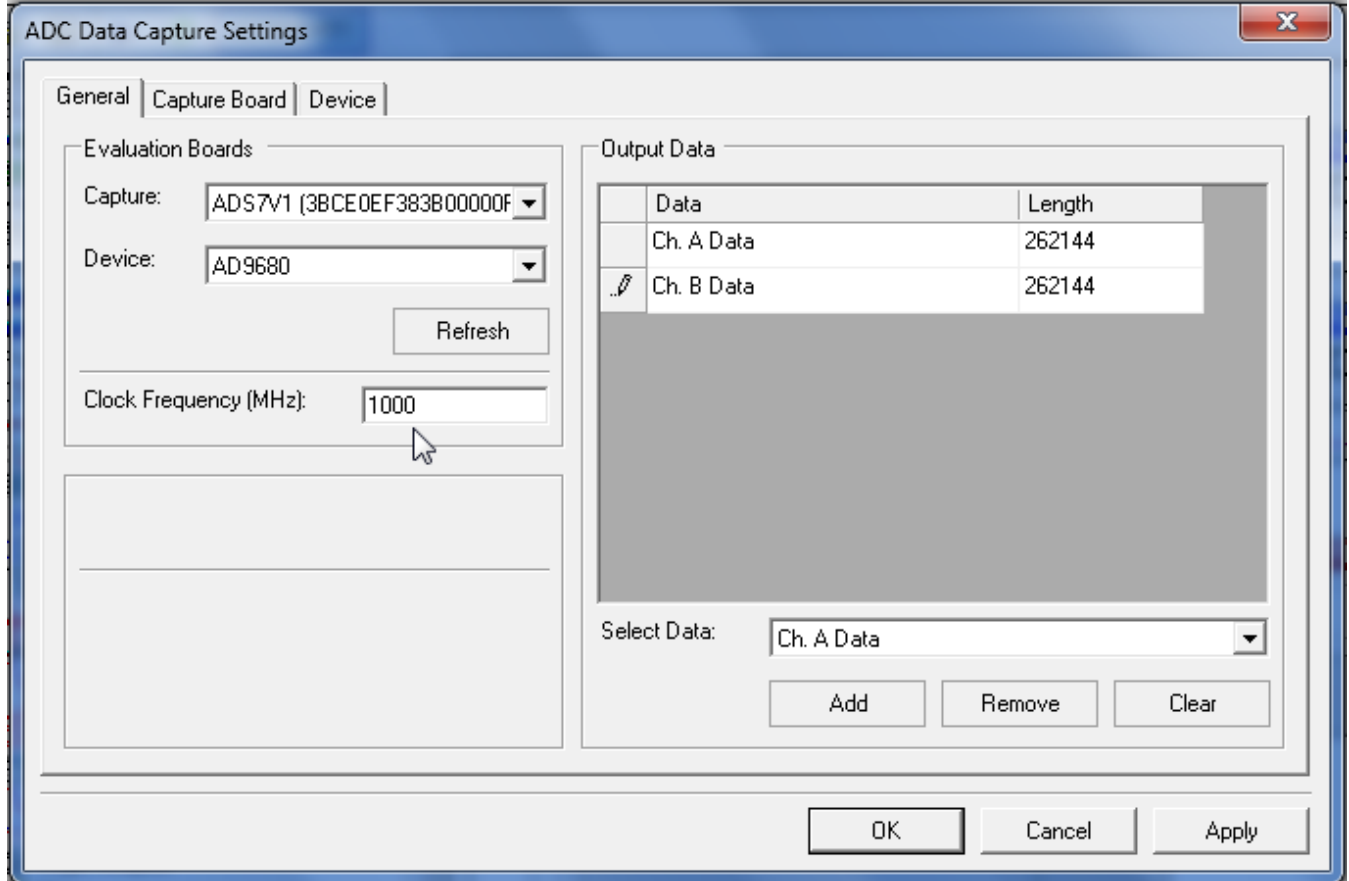 ADC Data Capture Settings
General
Capture Board
Device
Evaluation Boards
Capture:
ADS7V1 (3BCE0EF383B00000F
Device:
AD9680
Refresh
Clock Frequency (MHz):
1000
Output Data
Data Length
Ch. A Data 262144
Ch. B Data 262144
Select Data:
Ch. A Data
Add
Remove
Clear
OK
Cancel
Apply